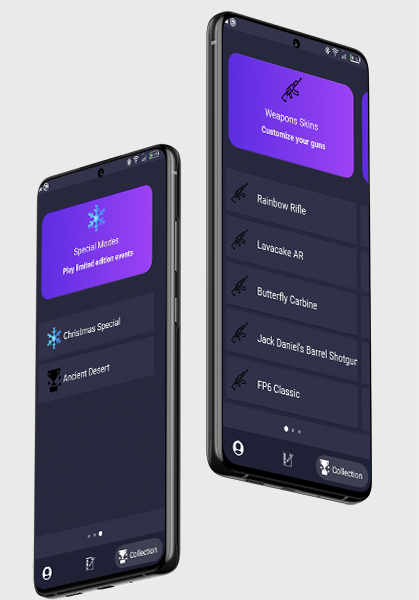 Special Modes
Play limited edition events
Christmas Special
Ancient Desert
Collection
Weapons Skins
Customize your guns
Rainbow Rifle
Lavacake AR
Butterfly Carbine
Jack Daniel's Barrel Shotgun
FP6 Classic
Collection